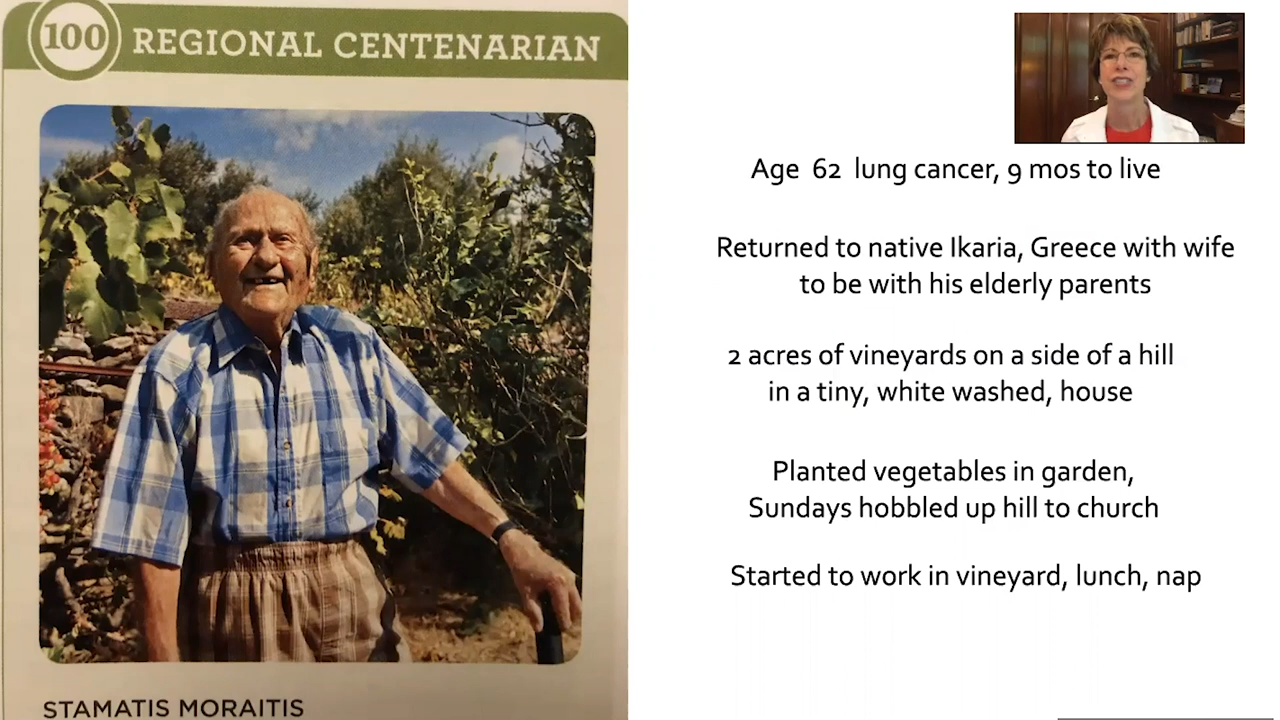 100 REGIONAL CENTENARIAN
STAMATIS MORAITIS
Age 62 lung cancer, 9 mos to live
Returned to native Ikaria, Greece with wife
to be with his elderly parents
2 acres of vineyards on a side of a hill
in a tiny, white washed, house
Planted vegetables in garden,
Sundays hobbled up hill to church
Started to work in vineyard, lunch, nap